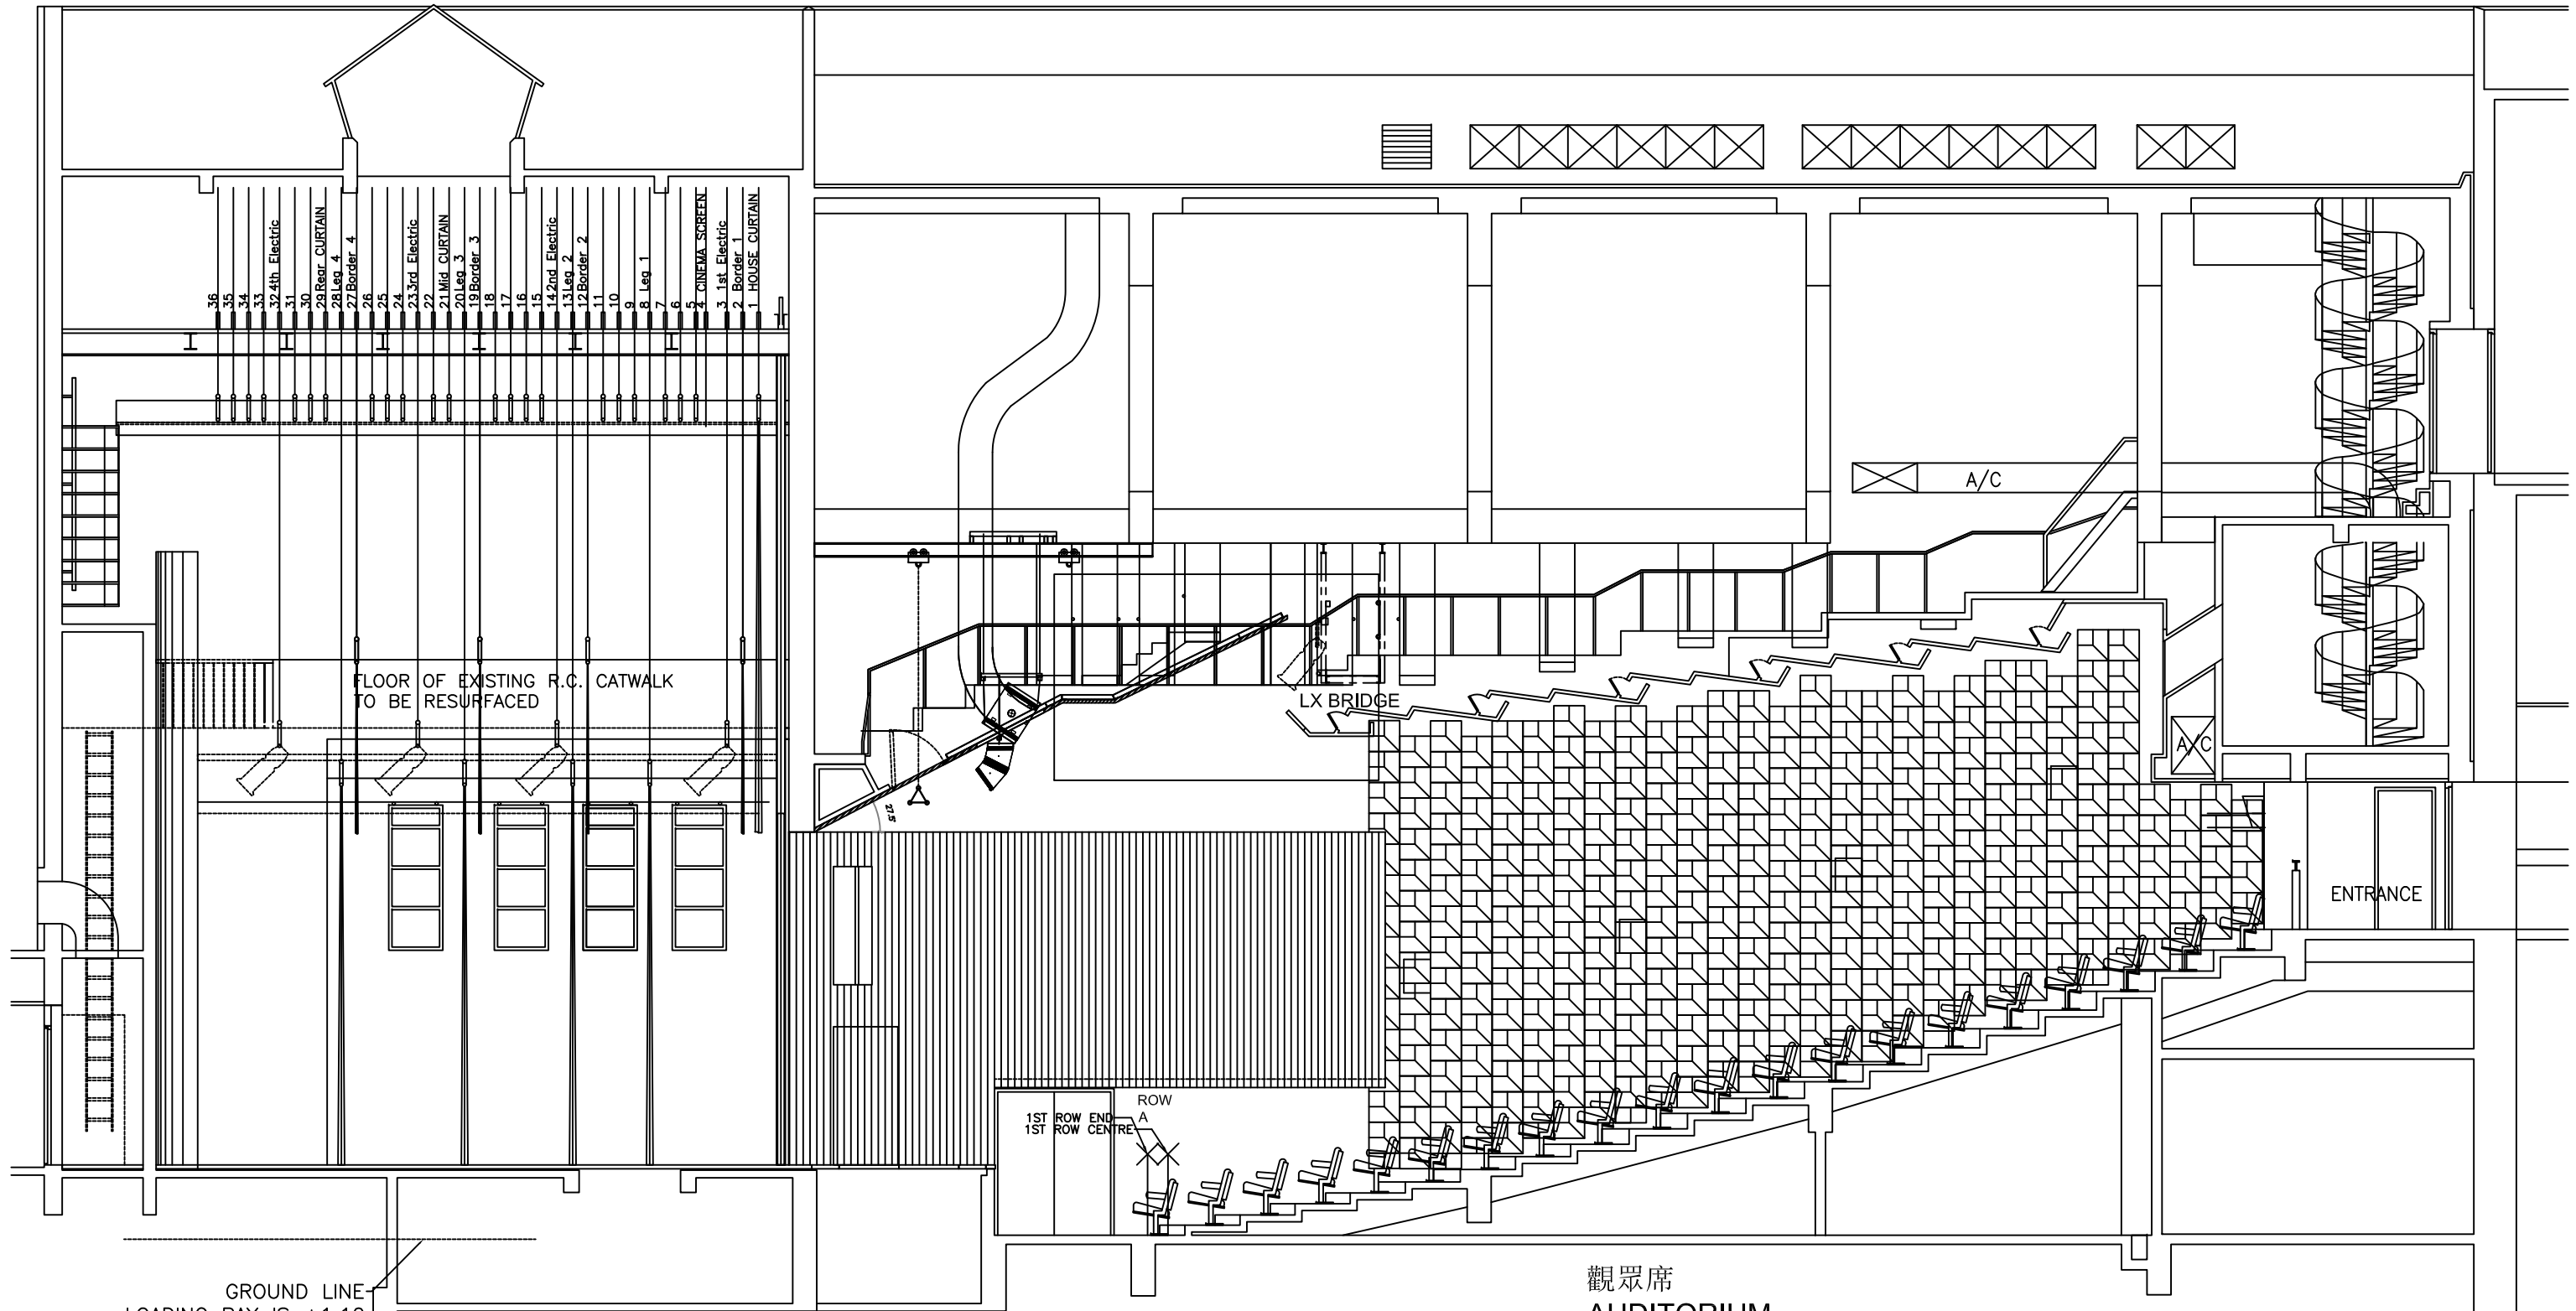 36
35
34
33
32 4th Electric
31
30
29 Rear CURTAIN
28 Leg 4
27 Border 4
26
25
24
23 3rd Electric
22
21 Mid CURTAIN
20 Leg 3
19 Border 3
18
17
16
15
14 2nd Electric
13 Leg 2
12 Border 2
11
10
9
8 Leg 1
7
6
5
4 CINEMA SCREEN
3 1st Electric
2 Border 1
1 HOUSE CURTAIN
A/C
FLOOR OF EXISTING R.C. CATWALK
TO BE RESURFACED
LX BRIDGE
A/C
27.5
ENTRANCE
ROW
A
1ST ROW END
1ST ROW CENTRE
GROUND LINE
LOADING BAY IS
觀眾席
AUDITORIUM